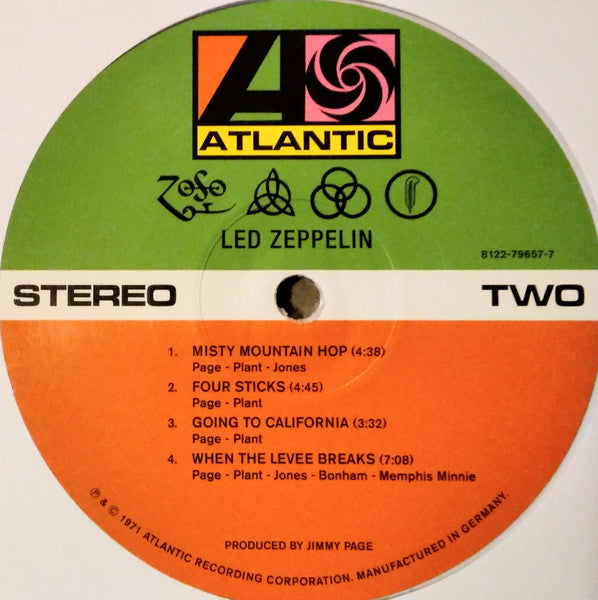 ATLANTIC
LED ZEPPELIN
8122-79657-7
STEREO
TWO
1. MISTY MOUNTAIN HOP (4:38)
Page - Plant - Jones
2. FOUR STICKS (4:45)
Page - Plant
3. GOING TO CALIFORNIA (3:32)
Page - Plant
4. WHEN THE LEVEE BREAKS (7:08)
Page - Plant - Jones - Bonham - Memphis Minnie
PRODUCED BY JIMMY PAGE
℗ & © 1971 ATLANTIC RECORDING CORPORATION. MANUFACTURED IN GERMANY.